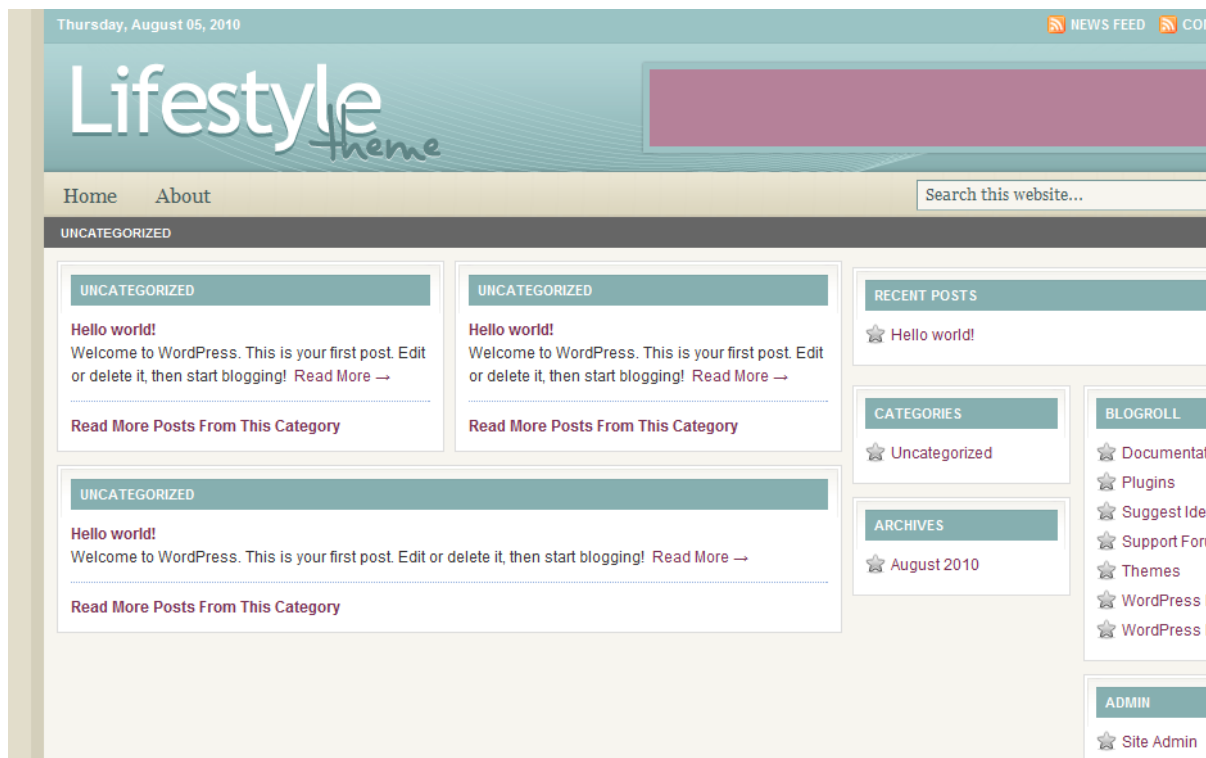 Thursday, August 05, 2010
NEWS FEED
Lifestyle
theme
Home About
Search this website...
UNCATEGORIZED
UNCATEGORIZED
Hello world!
Welcome to WordPress. This is your first post. Edit
or delete it, then start blogging! Read More →
Read More Posts From This Category
UNCATEGORIZED
Hello world!
Welcome to WordPress. This is your first post. Edit
or delete it, then start blogging! Read More →
Read More Posts From This Category
UNCATEGORIZED
Hello world!
Welcome to WordPress. This is your first post. Edit or delete it, then start blogging! Read More →
Read More Posts From This Category
RECENT POSTS
Hello world!
CATEGORIES
Uncategorized
ARCHIVES
August 2010
BLOGROLL
Plugins
Suggest
Support
Themes
WordPress
WordPress
ADMIN
Site Admin